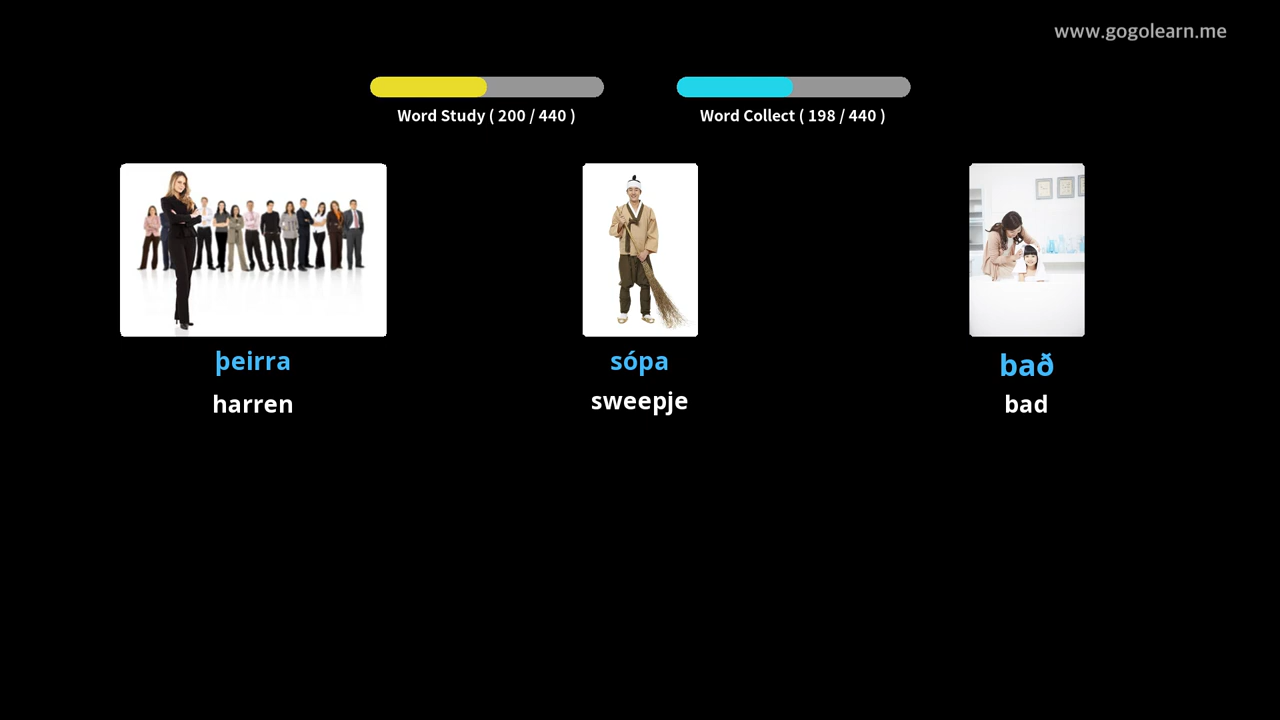 www.gogolearn.me
Word Study ( 200 / 440 )
Word Collect ( 198 / 440 )
þeirra
harren
sópa
sweepje
bað
bad